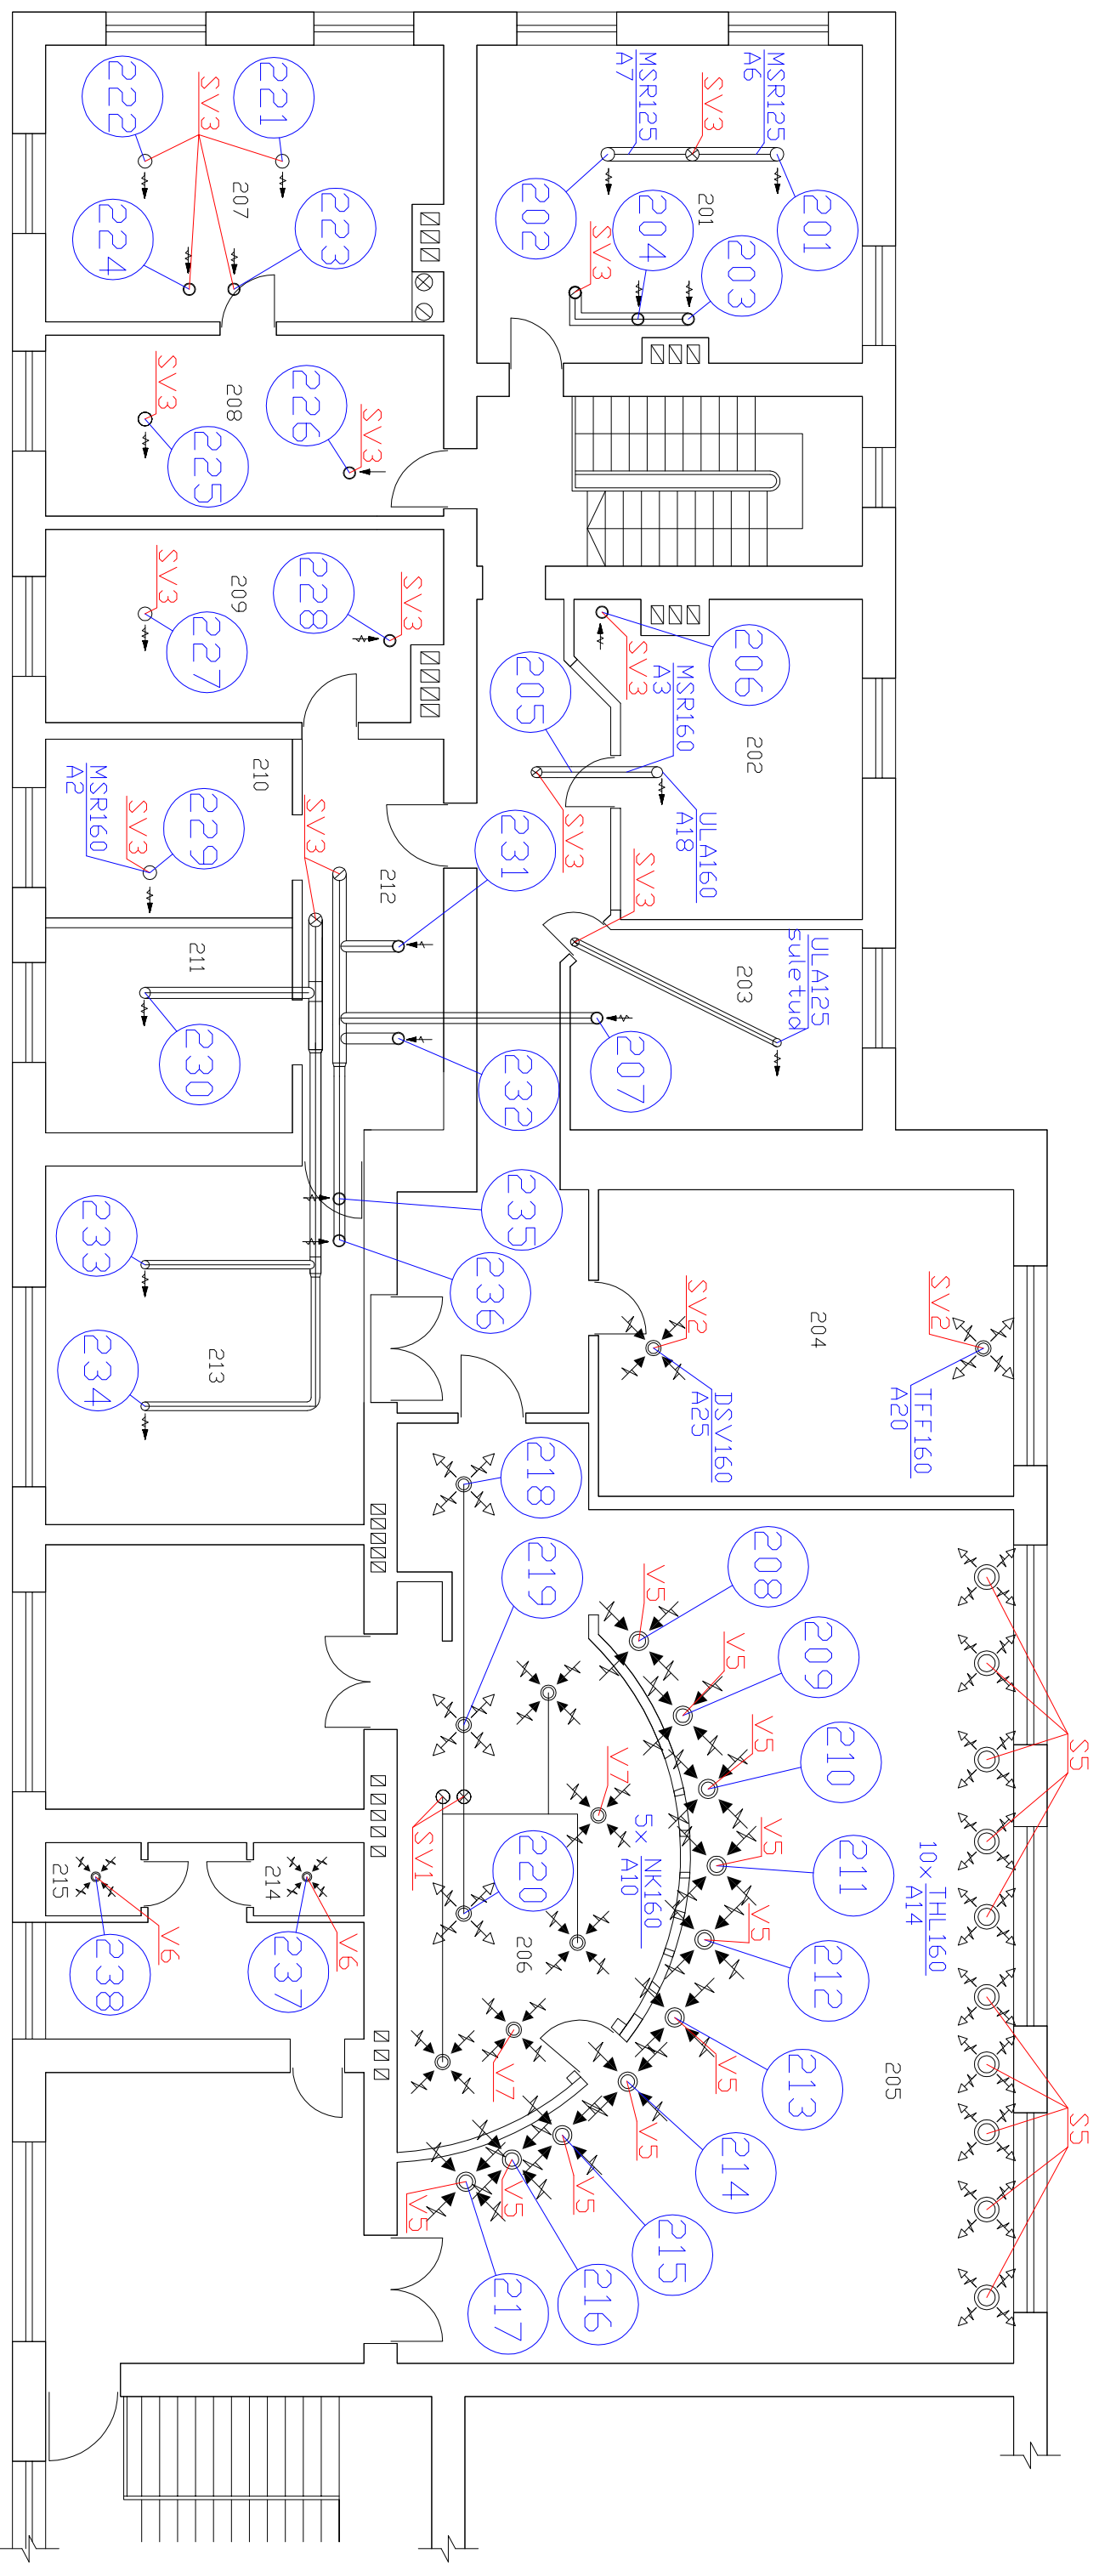 MSR125
A7
SV3
MSR125
A6
222
SV3
221
207
224
223
202
201
204
201
203
SV3
SV3
225
208
226
SV3
SV3
227
209
228
SV3
206
SV3
MSR160
A3
205
202
ULA160
A18
SV3
210
MSR160
A2
SV3
229
SV3
212
231
SV3
ULA125
suletud
203
211
230
232
207
233
235
236
234
213
SV2
SV2
204
DSV160
A25
TFF160
A20
218
219
208
V5
209
V5
210
V5
S5
V7
5x NK160
A10
211
V5
10x THL160
A14
SV1
220
206
V5
212
215
214
V6
V6
238
237
V7
V5
213
205
S5
V5
214
V5
215
V5
216
V5
217